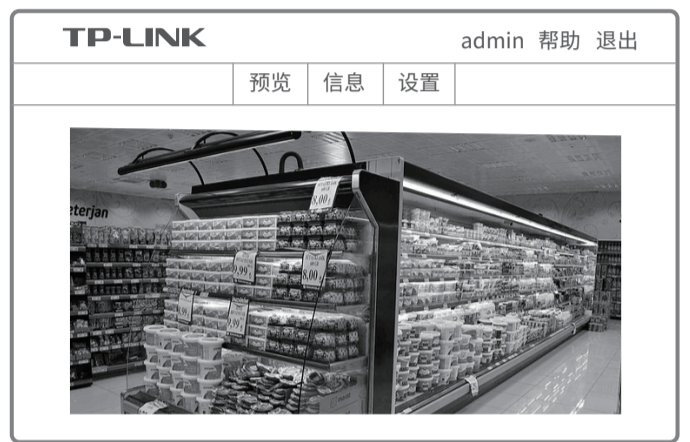 TP-LINK
admin 帮助 退出
预览 信息 设置
eterjan
8.00
9,99
8,00
9,99